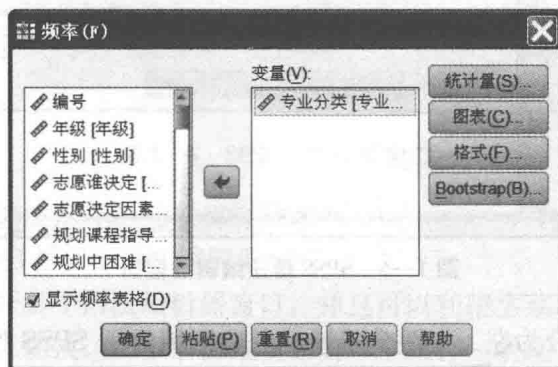 频率(F)
变量(V):
编号
年级 [年级]
性别 [性别]
志愿谁决定 [...
志愿决定因素
规划课程指导...
规划中困难 [
专业分类 [专业...
统计量(S)...
图表(C)...
格式(F)...
Bootstrap(B)...
显示频率表格(D)
确定
粘贴(P)
重置(R)
取消
帮助